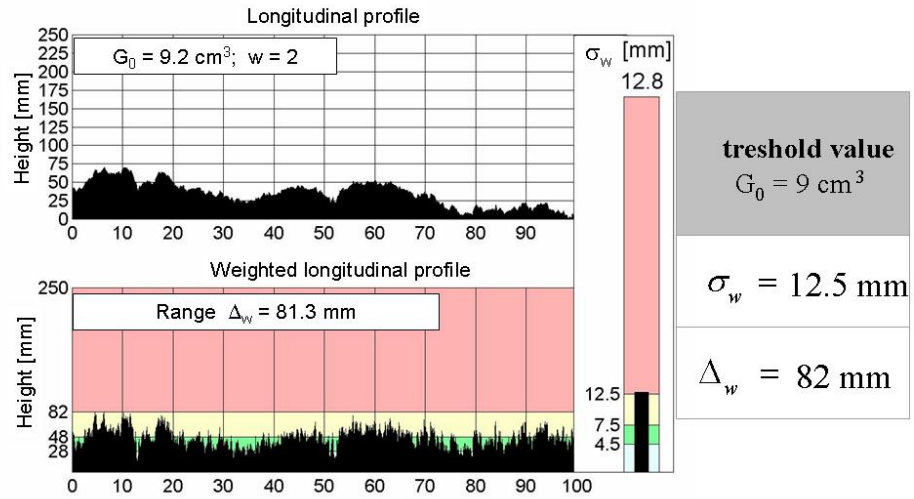 Longitudinal profile
Height [mm]
250
225
200
175
150
125
100
75
50
25
0
G₀ = 9.2 cm³; w = 2
0 10 20 30 40 50 60 70 80 90
σw [mm]
12.8
12.5
7.5
4.5
Weighted longitudinal profile
Height [mm]
250
82
48
28
Range Δw = 81.3 mm
0 10 20 30 40 50 60 70 80 90 100
treshold value
G₀ = 9 cm³
σw = 12.5 mm
Δw = 82 mm